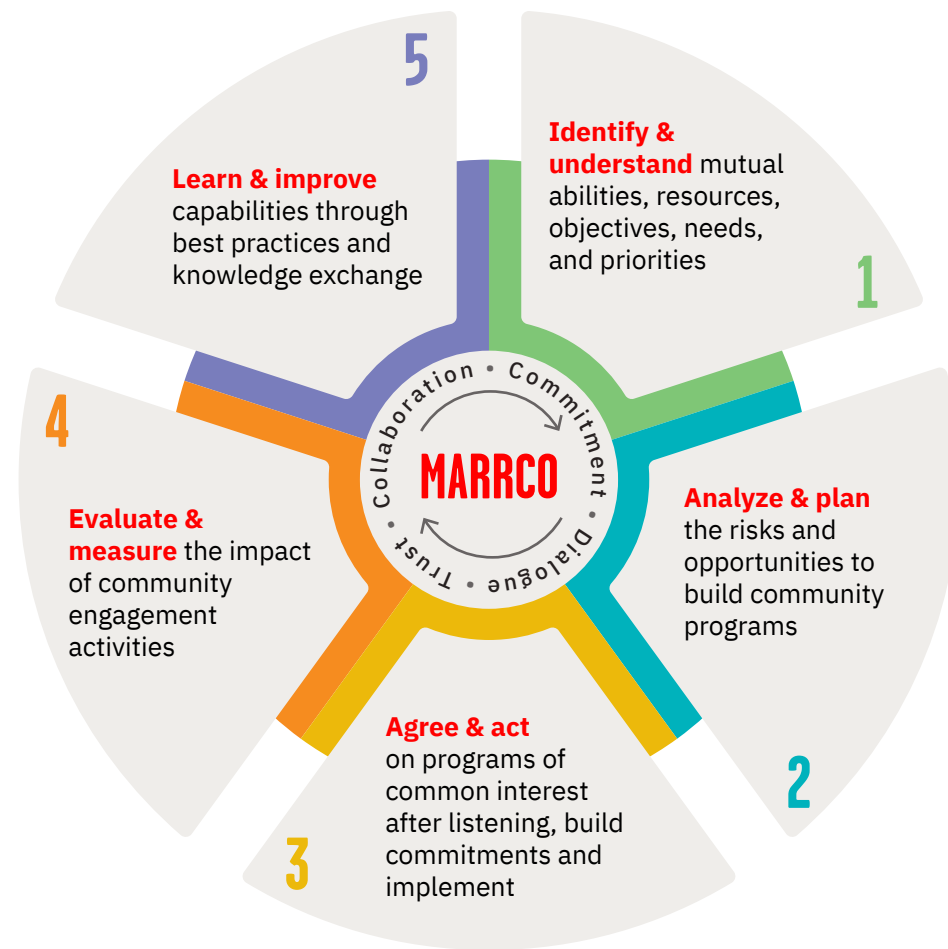 5
Learn & improve
capabilities through
best practices and
knowledge exchange
Identify &
understand mutual
abilities, resources,
objectives, needs,
and priorities
1
Collaboration • Commitment • Dialogue • Trust •
MARRCO
4
Evaluate &
measure the impact
of community
engagement
activities
Analyze & plan
the risks and
opportunities to
build community
programs
2
Agree & act
on programs of
common interest
after listening, build
commitments and
implement
3